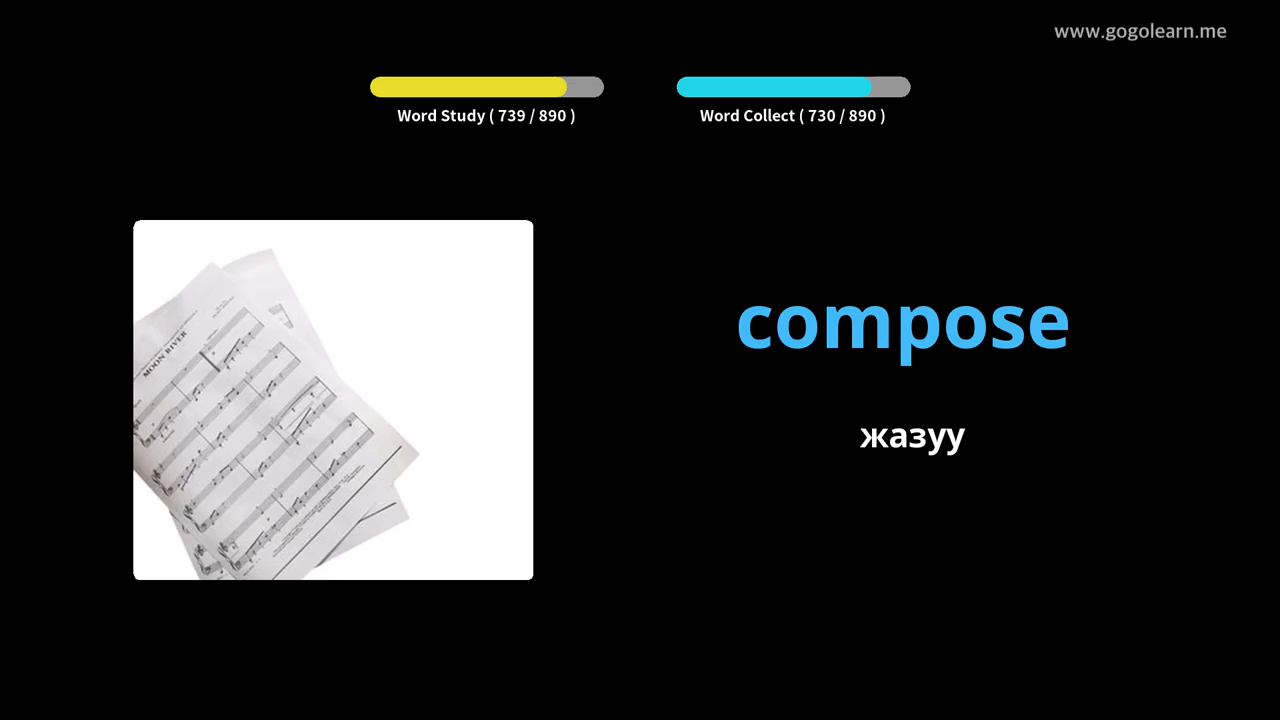 www.gogolearn.me
Word Study ( 739 / 890 )
Word Collect ( 730 / 890 )
MOON RIVER
compose
жазуу